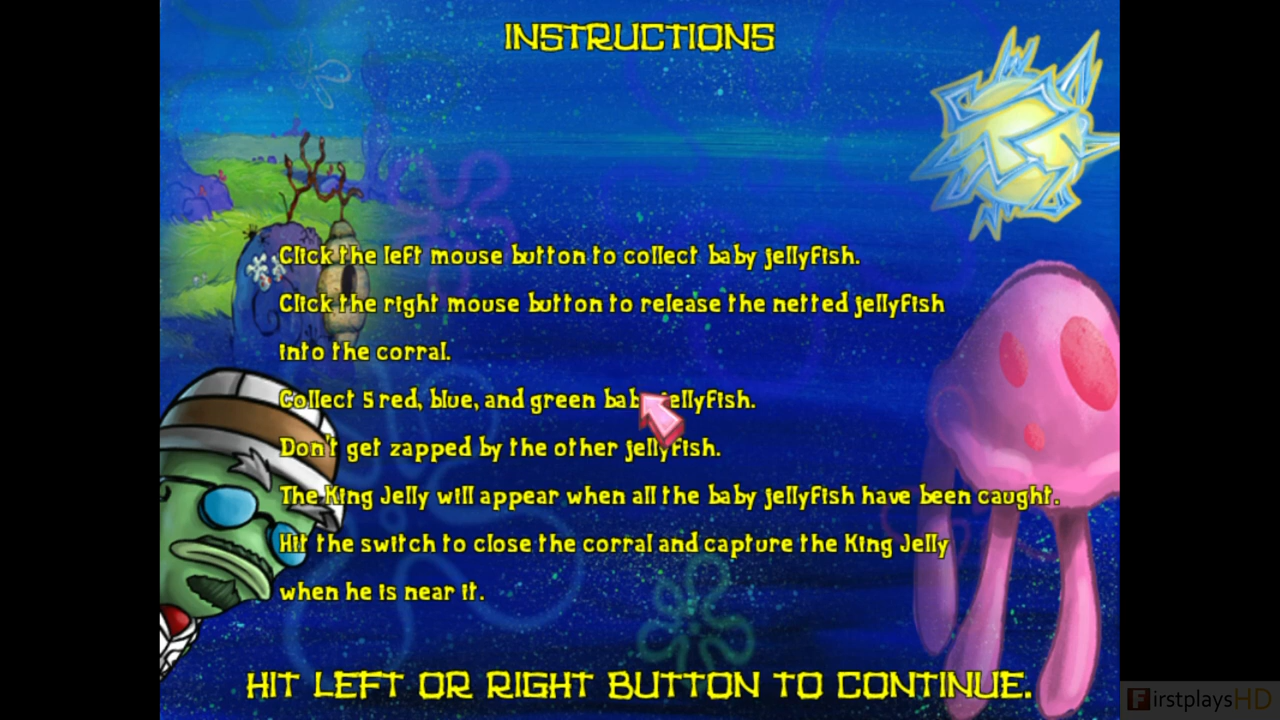 INSTRUCTIONS
Click the left mouse button to collect baby jellyfish.
Click the right mouse button to release the netted jellyfish
into the corral.
Collect 5 red, blue, and green baby jellyfish.
Don't get zapped by the other jellyfish.
The King Jelly will appear when all the baby jellyfish have been caught.
Hit the switch to close the corral and capture the King Jelly
when he is near it.
HIT LEFT OR RIGHT BUTTON TO CONTINUE.
FirstplaysHD